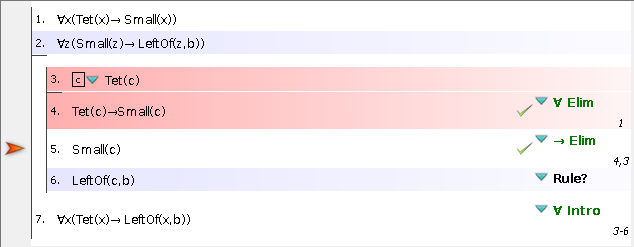 1. ∀x(Tet(x)→ Small(x))
2. ∀z(Small(z)→ LeftOf(z,b))
3. c Tet(c)
4. Tet(c)→Small(c) ∀ Elim
1
5. Small(c) → Elim
4,3
6. LeftOf(c,b) Rule?
7. ∀x(Tet(x)→ LeftOf(x,b)) ∀ Intro
3-6